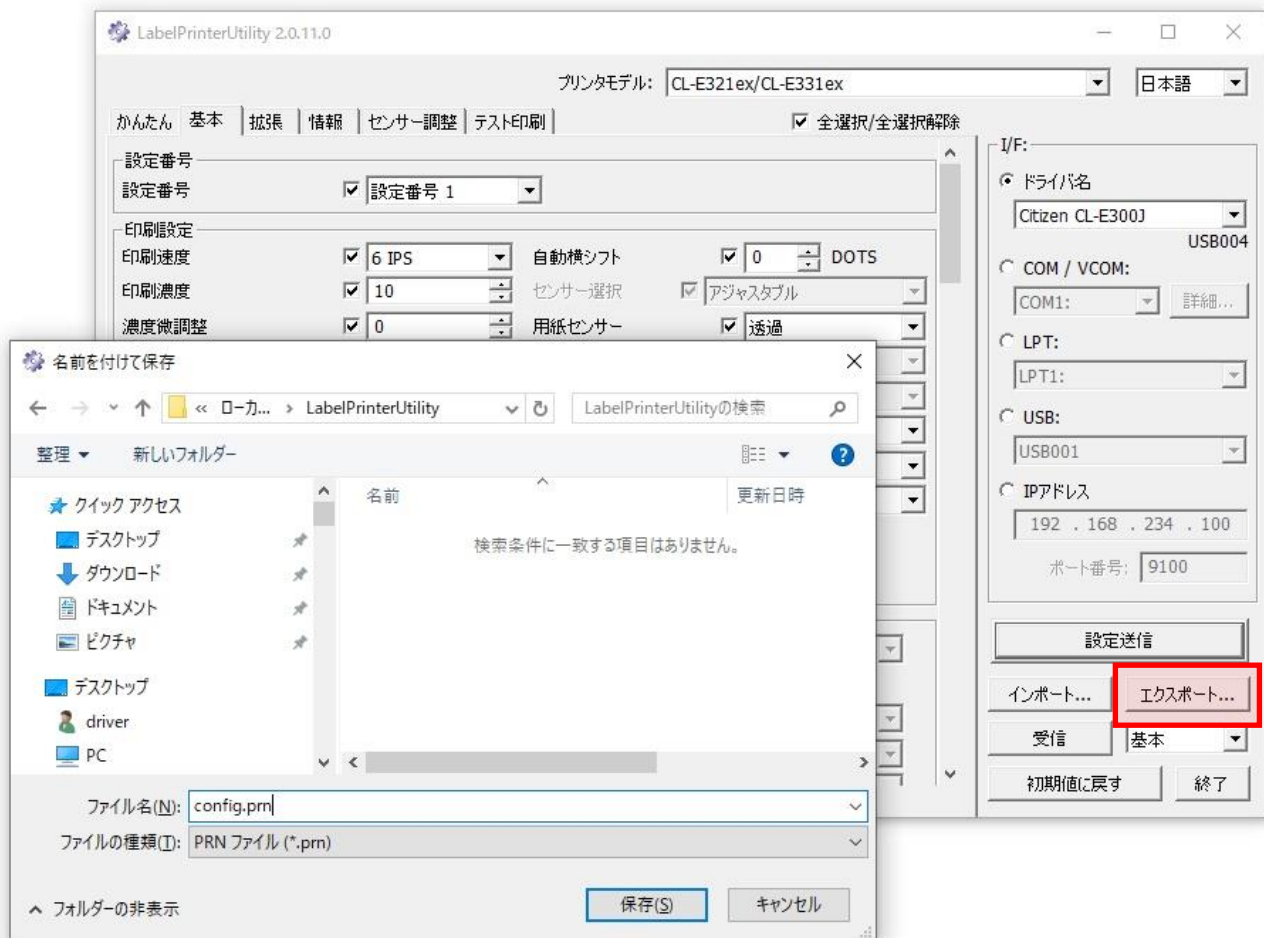 LabelPrinterUtility 2.0.11.0
プリンタモデル: CL-E321ex/CL-E331ex 日本語
かんたん 基本 拡張 情報 センサー調整 テスト印刷 全選択/全選択解除
設定番号
設定番号 設定番号 1
印刷設定
印刷速度 6 IPS 自動横シフト 0 DOTS
印刷濃度 10 センサー選択 アジャスタブル
濃度微調整 0 用紙センサー 透過
I/F:
ドライバ名
Citizen CL-E300J
USB004
COM / VCOM:
COM1: 詳細...
LPT:
LPT1:
USB:
USB001
IPアドレス
192 . 168 . 234 . 100
ポート番号: 9100
設定送信
インポート... エクスポート...
受信 基本
初期値に戻す 終了
名前を付けて保存
« ローカ... › LabelPrinterUtility LabelPrinterUtilityの検索
整理 新しいフォルダー
名前 更新日時
検索条件に一致する項目はありません。
クイック アクセス
デスクトップ
ダウンロード
ドキュメント
ピクチャ
デスクトップ
driver
PC
ファイル名(N): config.prn
ファイルの種類(T): PRN ファイル (*.prn)
フォルダーの非表示 保存(S) キャンセル